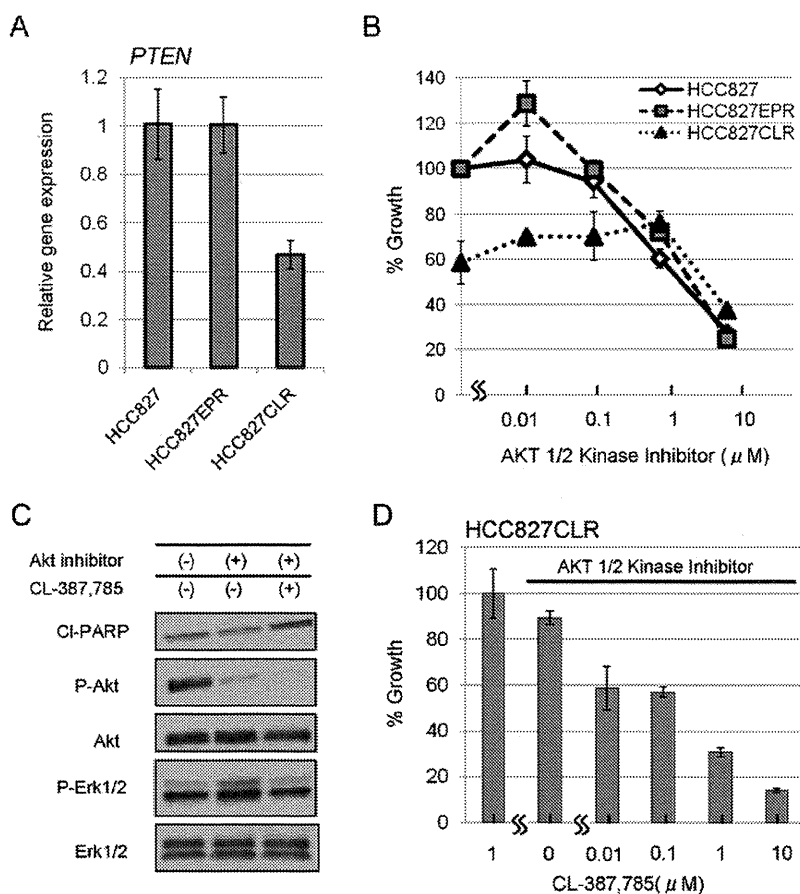 A
PTEN
Relative gene expression
1.2
1
0.8
0.6
0.4
0.2
0
HCC827
HCC827EPR
HCC827CLR
B
HCC827
HCC827EPR
HCC827CLR
% Growth
140
120
100
80
60
40
20
0
0.01
0.1
1
10
AKT 1/2 Kinase Inhibitor ( μ M)
C
Akt inhibitor (-) (+) (+)
CL-387,785 (-) (-) (+)
Cl-PARP
P-Akt
Akt
P-Erk1/2
Erk1/2
D
HCC827CLR
AKT 1/2 Kinase Inhibitor
% Growth
120
100
80
60
40
20
0
1
0
0.01
0.1
1
10
CL-387,785( μ M)